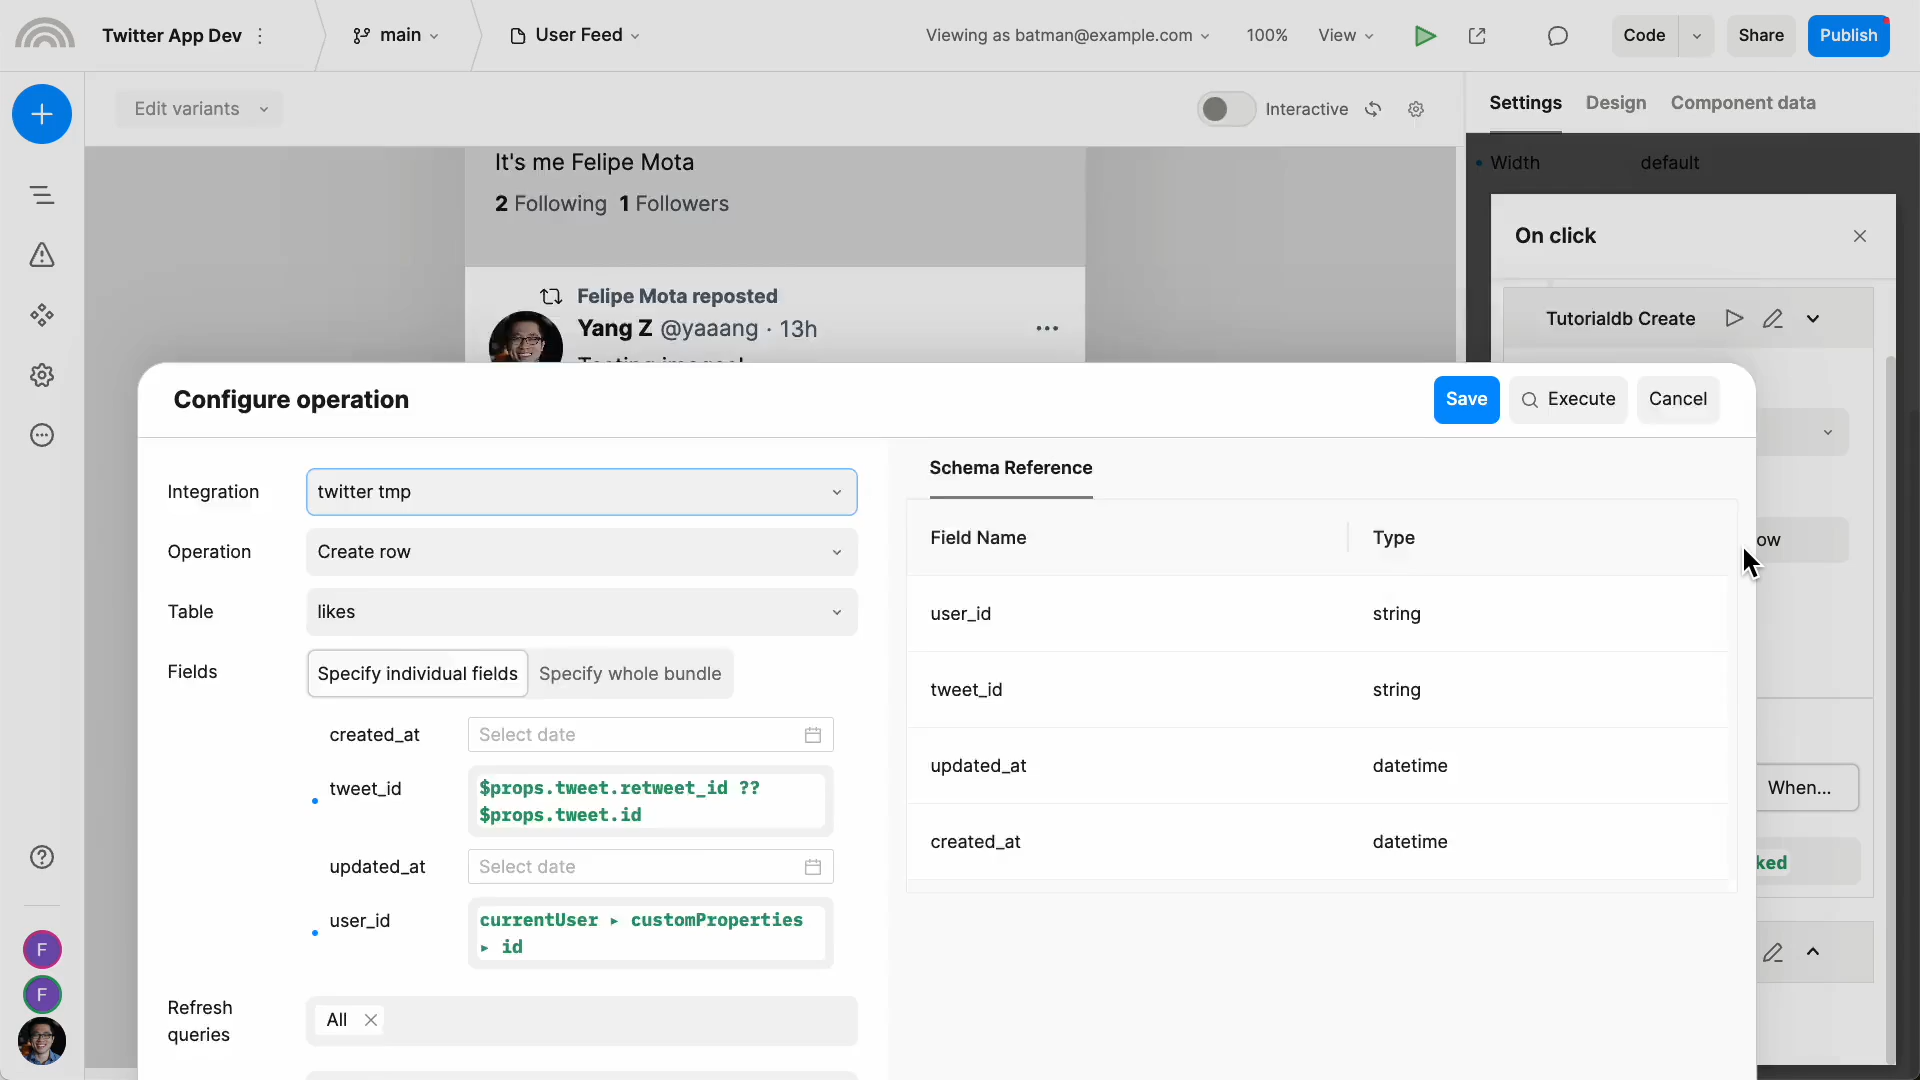 Twitter App Dev
main
User Feed
Viewing as batman@example.com
100%
View
Code
Share
Publish
Edit variants
Interactive
Settings
Design
Component data
Width
default
It's me Felipe Mota
2 Following 1 Followers
On click
Felipe Mota reposted
Yang Z @yaaang · 13h
Tutorialdb Create
Configure operation
Save
Execute
Cancel
Integration
twitter tmp
Operation
Create row
Table
likes
Fields
Specify individual fields
Specify whole bundle
created_at
Select date
tweet_id
$props.tweet.retweet_id ??
$props.tweet.id
updated_at
Select date
user_id
currentUser ▸ customProperties
▸ id
Refresh
queries
All
Schema Reference
Field Name
Type
user_id
string
tweet_id
string
updated_at
datetime
created_at
datetime
ow
When...
ked
F
F